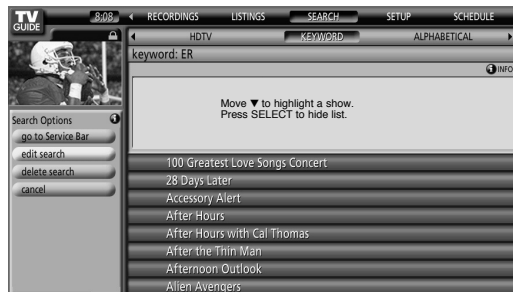 TV GUIDE
8:08 RECORDINGS LISTINGS SEARCH SETUP SCHEDULE
HDTV KEYWORD ALPHABETICAL
keyword: ER
INFO
Move ▼ to highlight a show.
Press SELECT to hide list.
Search Options
go to Service Bar
edit search
delete search
cancel
100 Greatest Love Songs Concert
28 Days Later
Accessory Alert
After Hours
After Hours with Cal Thomas
After the Thin Man
Afternoon Outlook
Alien Avengers